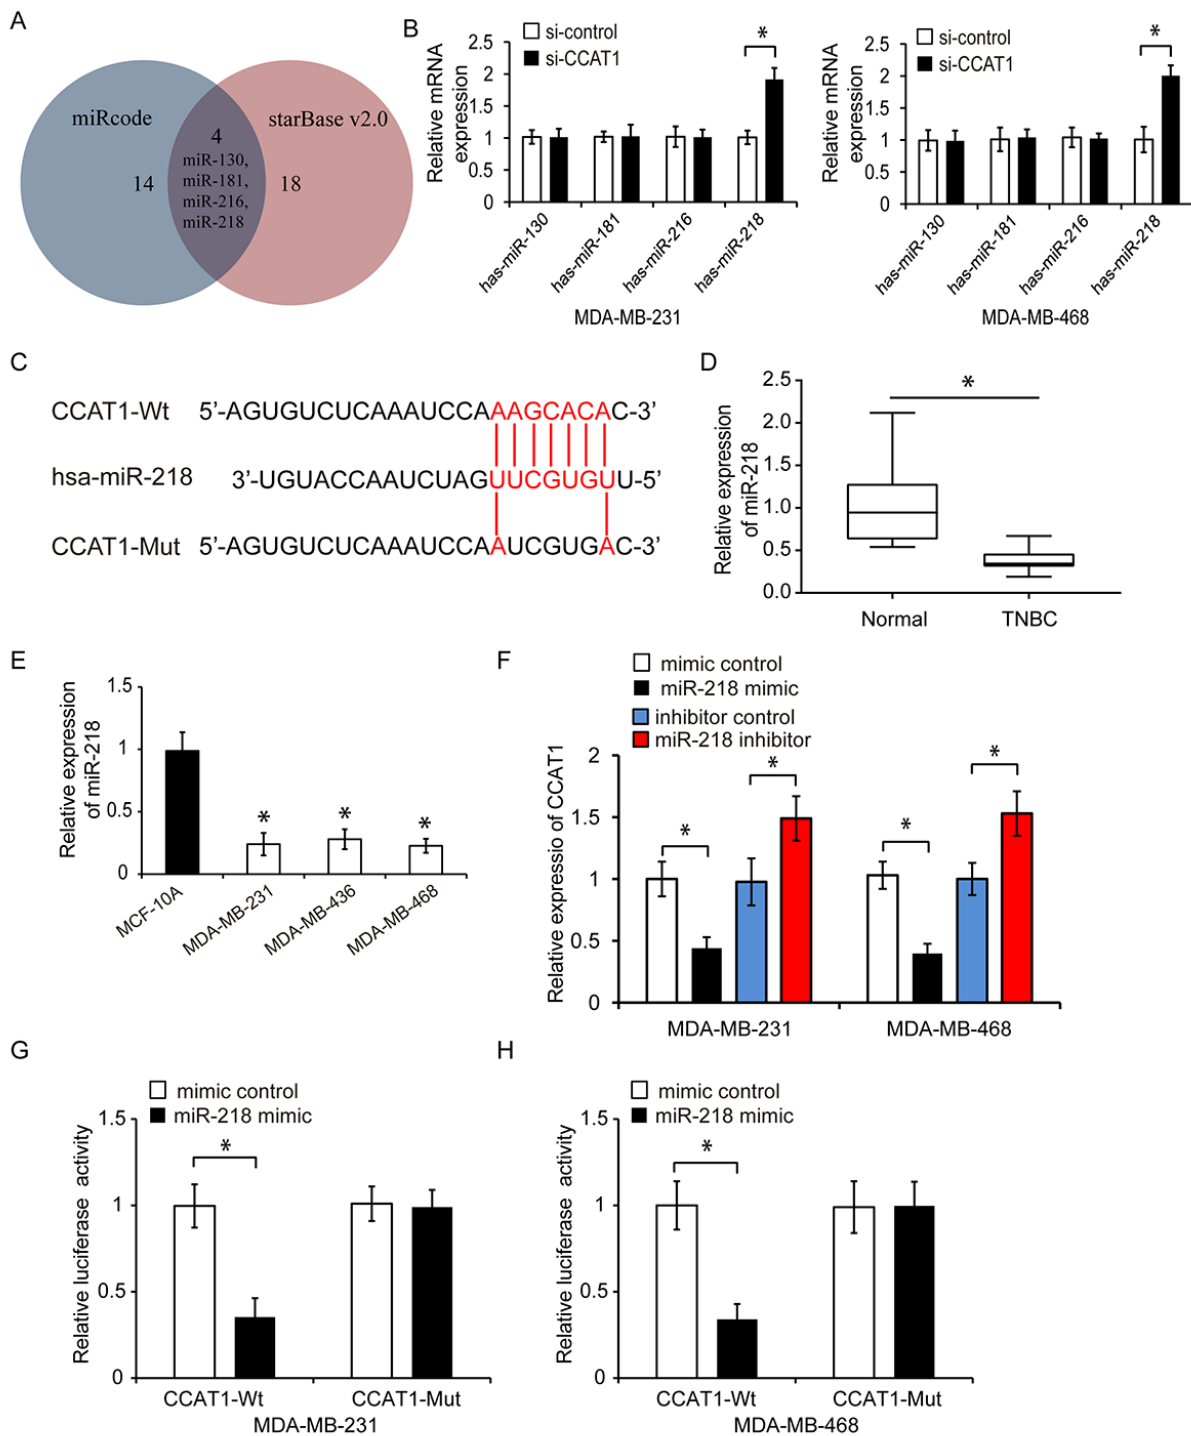 A
miRcode
starBase v2.0
4
miR-130,
miR-181,
miR-216,
miR-218
14
18
B
si-control
si-CCAT1
*
Relative mRNA
expression
2.5
2
1.5
1
0.5
0
has-miR-130
has-miR-181
has-miR-216
has-miR-218
MDA-MB-231
si-control
si-CCAT1
*
Relative mRNA
expression
2.5
2
1.5
1
0.5
0
has-miR-130
has-miR-181
has-miR-216
has-miR-218
MDA-MB-468
C
CCAT1-Wt 5’-AGUGUCUCAAAUCCAAAGCACAC-3’
hsa-miR-218 3’-UGUACCAAUCUAGUUCGUGUU-5’
CCAT1-Mut 5’-AGUGUCUCAAAUCCAAUCGUGAC-3’
D
*
Relative expression
of miR-218
2.5
2.0
1.5
1.0
0.5
0.0
Normal
TNBC
E
Relative expression
of miR-218
1.5
1
0.5
0
*
*
*
MCF-10A
MDA-MB-231
MDA-MB-436
MDA-MB-468
F
mimic control
miR-218 mimic
inhibitor control
miR-218 inhibitor
Relative expressio of CCAT1
2
1.5
1
0.5
0
*
*
*
*
MDA-MB-231
MDA-MB-468
G
mimic control
miR-218 mimic
*
Relative luciferase activity
1.5
1
0.5
0
CCAT1-Wt
CCAT1-Mut
MDA-MB-231
H
mimic control
miR-218 mimic
*
Relative luciferase activity
1.5
1
0.5
0
CCAT1-Wt
CCAT1-Mut
MDA-MB-468